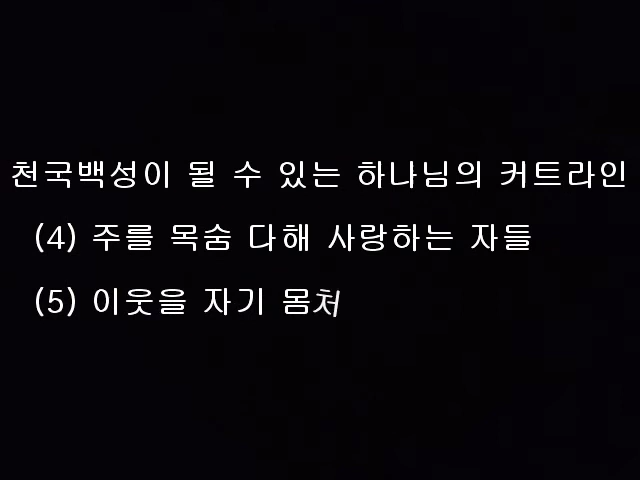 천국백성이 될 수 있는 하나님의 커트라인
(4) 주를 목숨 다해 사랑하는 자들
(5) 이웃을 자기 몸처